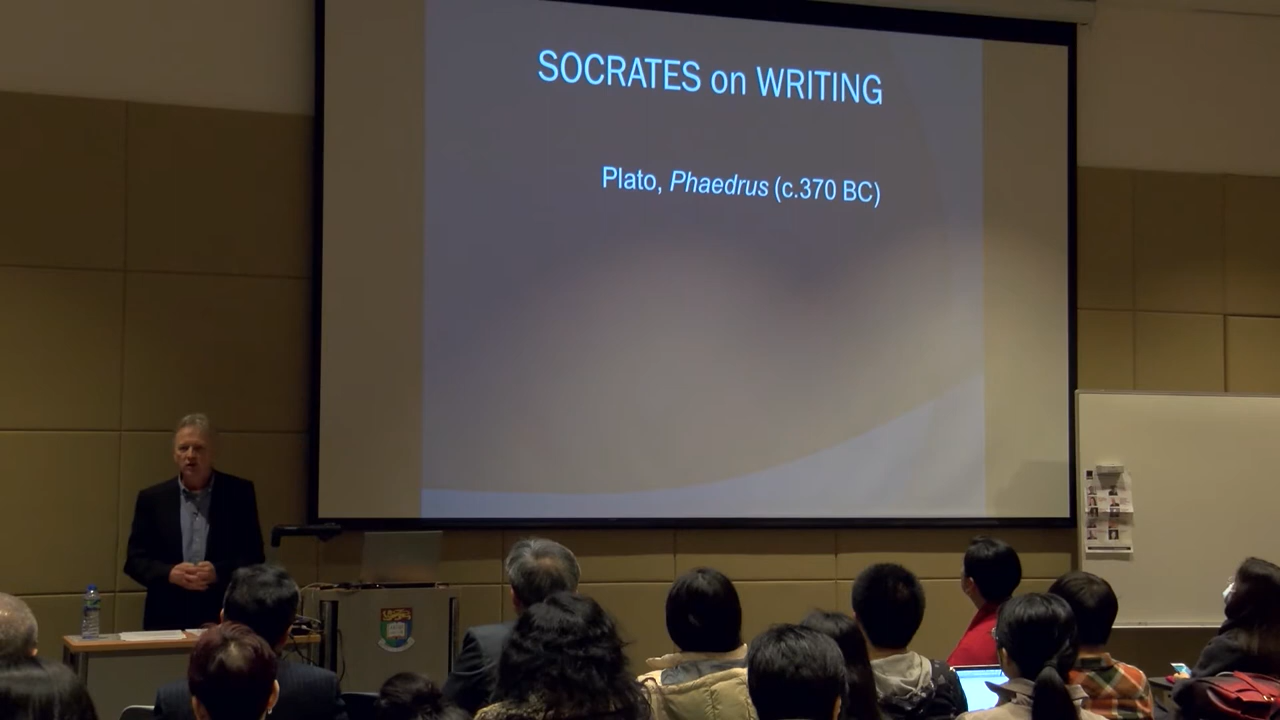 SOCRATES on WRITING
Plato, Phaedrus (c.370 BC)